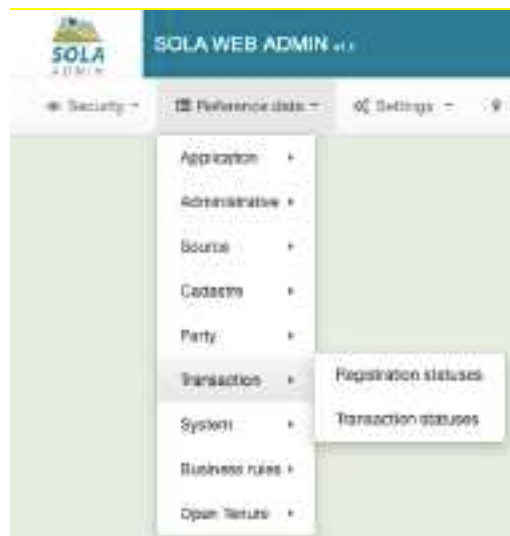 SOLA
ADMIN
SOLA WEB ADMIN
Security
Reference data
Settings
Application
Administrative
Source
Cadastre
Party
Transaction
Registration statuses
Transaction statuses
System
Business rules
Open Tenure